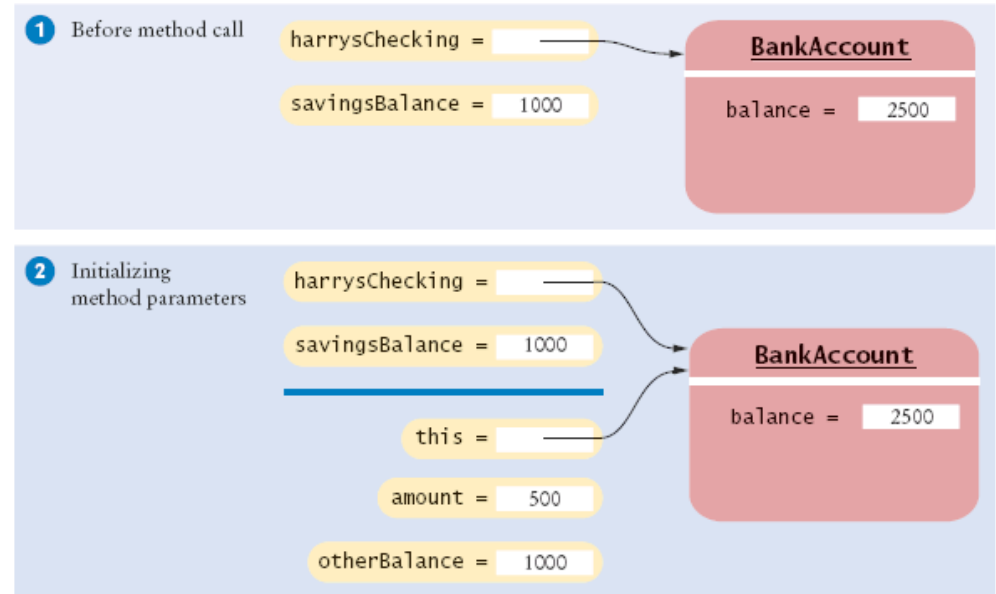 1 Before method call
harrysChecking =
savingsBalance = 1000
BankAccount
balance = 2500
2 Initializing
method parameters
harrysChecking =
savingsBalance = 1000
this =
amount = 500
otherBalance = 1000
BankAccount
balance = 2500